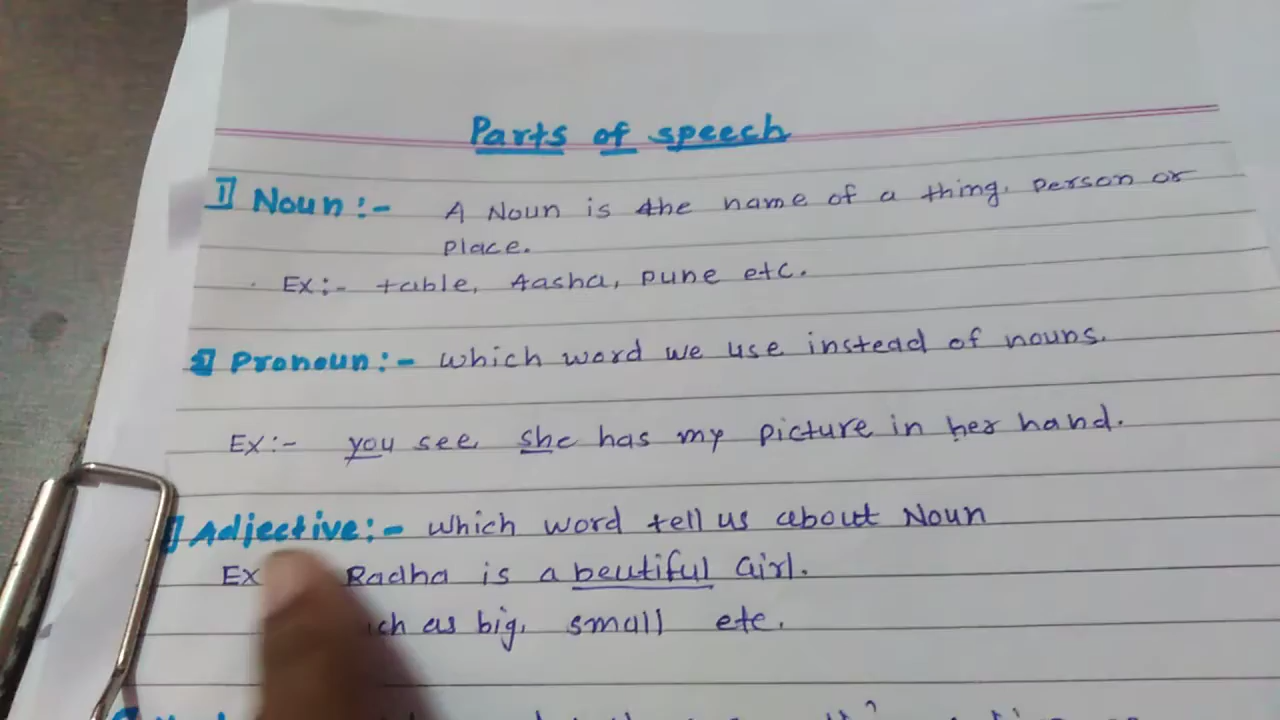 Parts of speech
1 Noun:- A Noun is the name of a thing, person or
place.
Ex:- table, Aasha, pune etc.
2 Pronoun:- which word we use instead of nouns.
Ex:- you see she has my picture in her hand.
Adjective:- which word tell us about Noun
Ex Radha is a beutiful Girl.
as big, small etc.